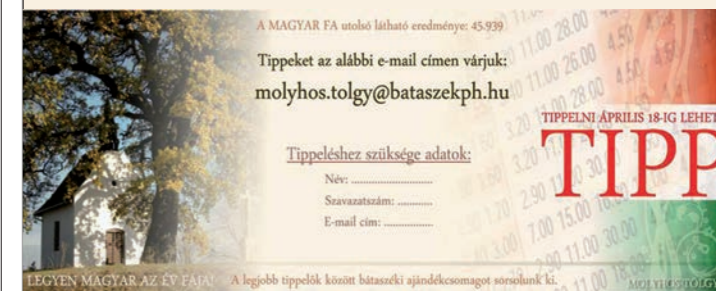 A MAGYAR FA utolsó látható eredménye: 45.939
Tippeket az alábbi e-mail címen várjuk:
molyhos.tolgy@bataszekph.hu
TIPPELNI ÁPRILIS 18-IG LEHET
TIPP
Tippeléshez szüksége adatok:
Név: ............................
Szavazatszám: ............
E-mail cím: .................
LEGYEN MAGYAR AZ ÉV FÁJA!
A legjobb tippelők között bátaszéki ajándékcsomagot sorsolunk ki.
MOLYHOS-TÖLGY